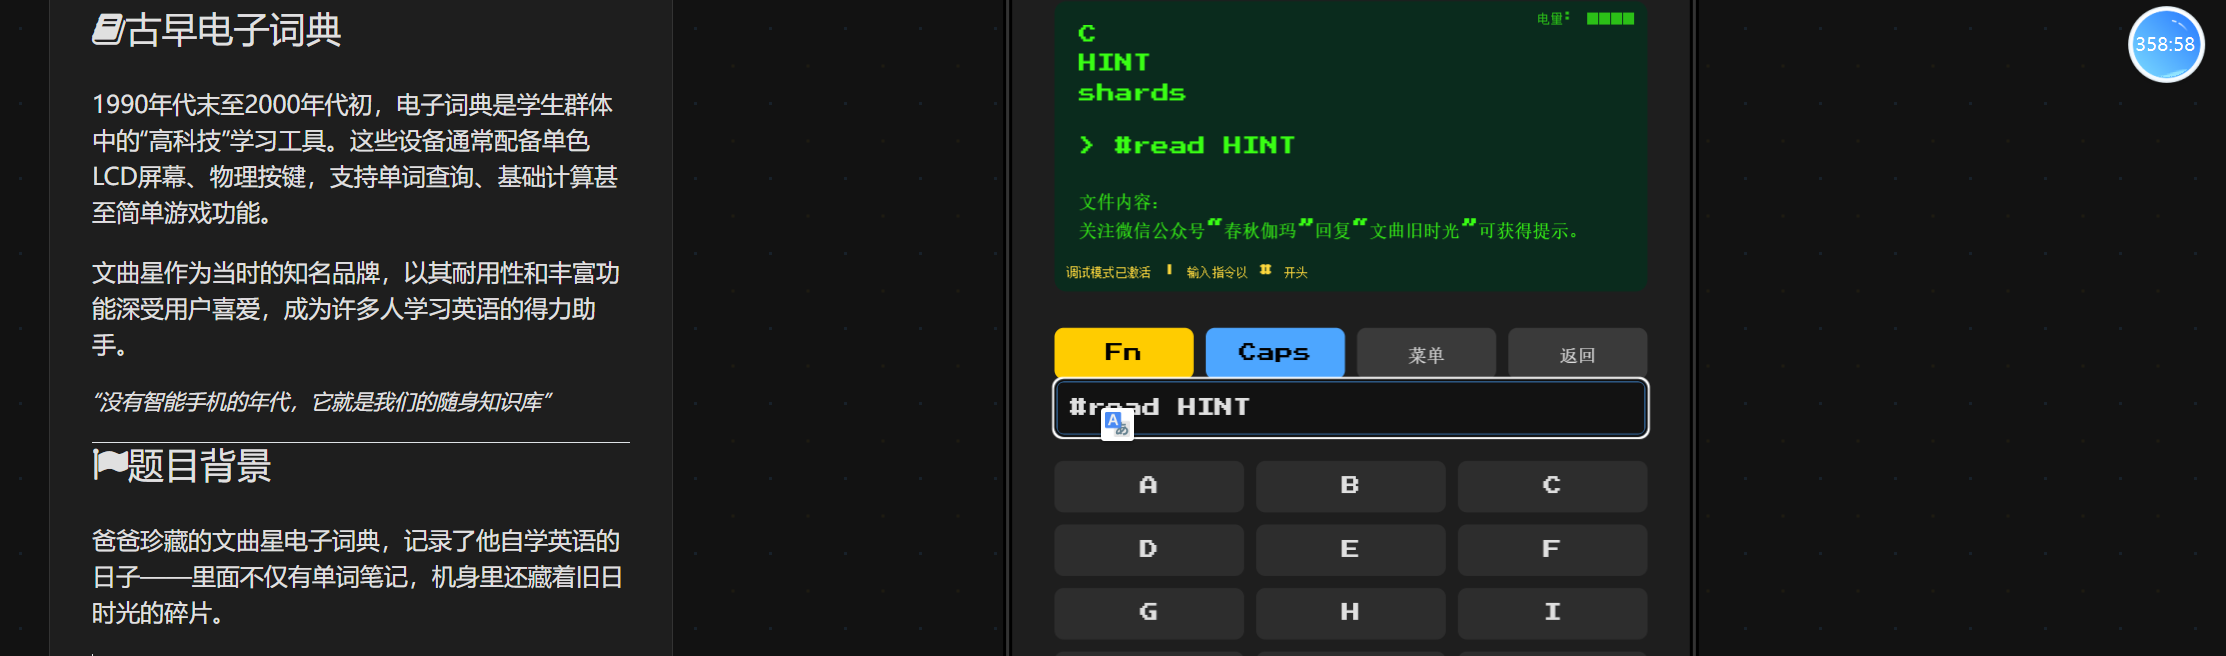 古早电子词典
1990年代末至2000年代初，电子词典是学生群体
中的“高科技”学习工具。这些设备通常配备单色
LCD屏幕、物理按键，支持单词查询、基础计算甚
至简单游戏功能。
文曲星作为当时的知名品牌，以其耐用性和丰富功
能深受用户喜爱，成为许多人学习英语的得力助
手。
“没有智能手机的年代，它就是我们的随身知识库”
题目背景
爸爸珍藏的文曲星电子词典，记录了他自学英语的
日子——里面不仅有单词笔记，机身里还藏着旧日
时光的碎片。
电量: ■■■■
C
HINT
shards
> #read HINT
文件内容:
关注微信公众号“春秋伽玛”回复“文曲旧时光”可获得提示。
调试模式已激活 | 输入指令以 # 开头
Fn Caps 菜单 返回
#read HINT
A B C
D E F
G H I
358:58